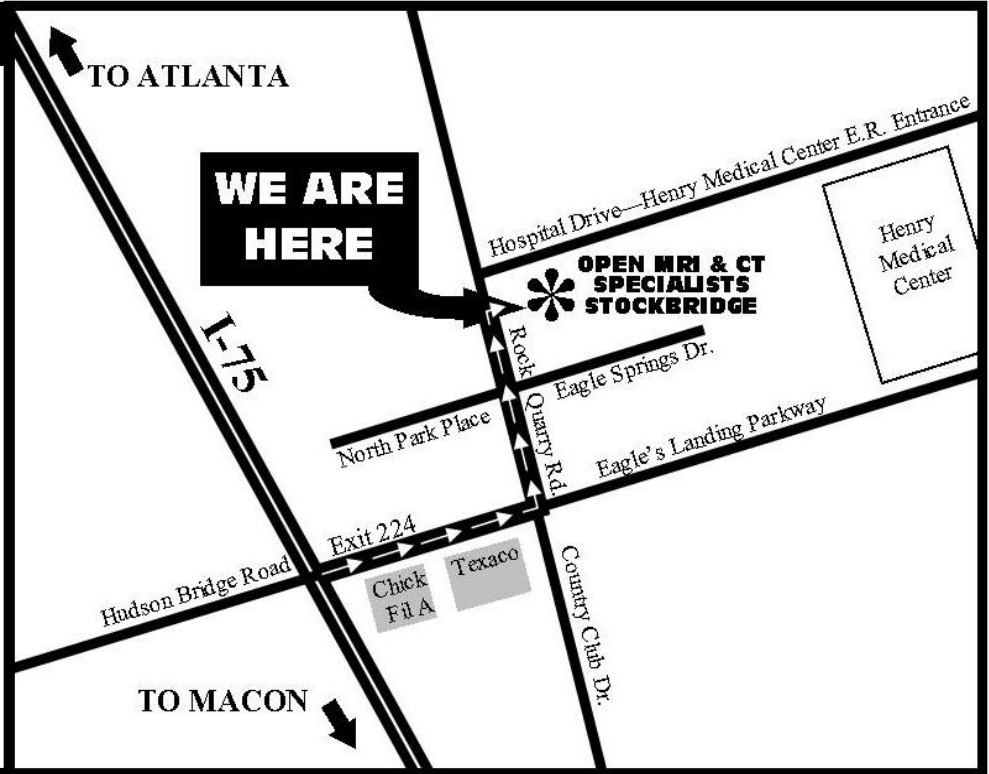 TO ATLANTA
WE ARE
HERE
Hospital Drive—Henry Medical Center E.R. Entrance
Henry
Medical
Center
OPEN MRI & CT
SPECIALISTS
STOCKBRIDGE
I-75
Rock Quarry Rd.
Eagle Springs Dr.
North Park Place
Eagle's Landing Parkway
Exit 224
Hudson Bridge Road
Chick
Fil A
Texaco
Country Club Dr.
TO MACON